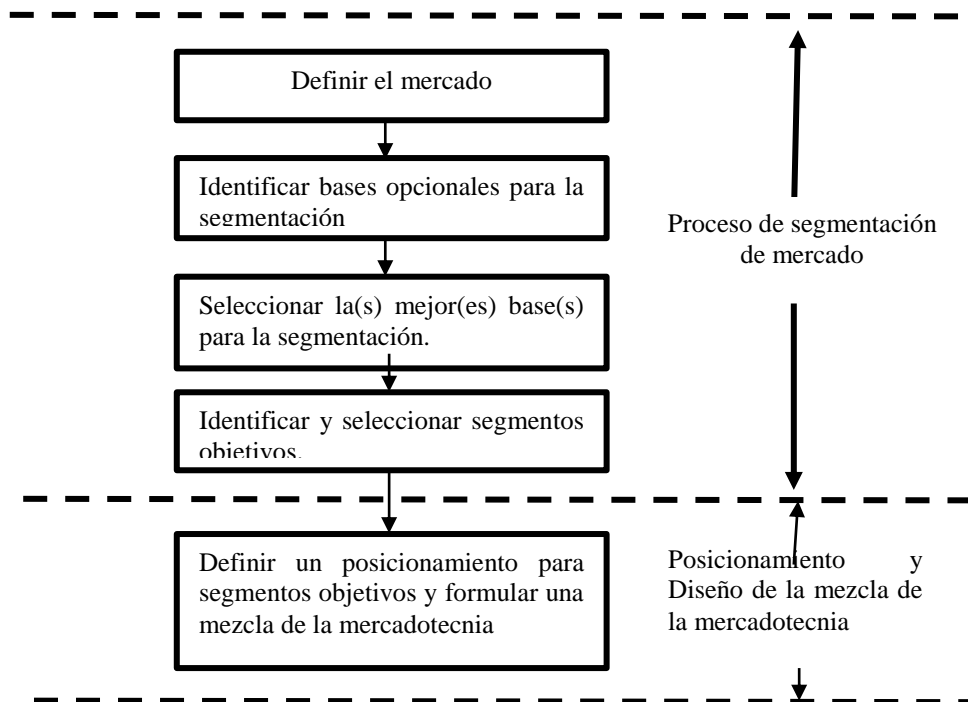 Definir el mercado
Identificar bases opcionales para la
segmentación
Seleccionar la(s) mejor(es) base(s)
para la segmentación.
Identificar y seleccionar segmentos
objetivos.
Definir un posicionamiento para
segmentos objetivos y formular una
mezcla de la mercadotecnia
Proceso de segmentación
de mercado
Posicionamiento y
Diseño de la mezcla de
la mercadotecnia